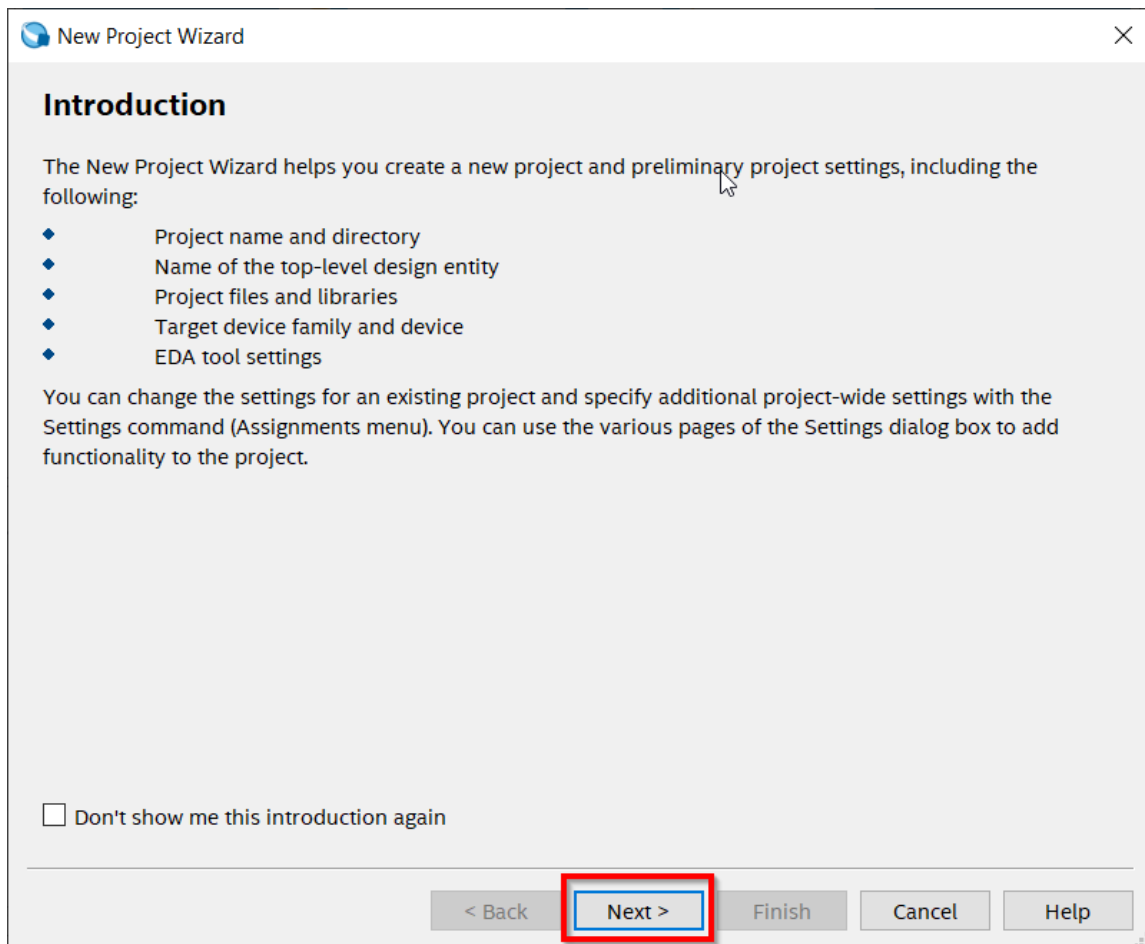 New Project Wizard
Introduction
The New Project Wizard helps you create a new project and preliminary project settings, including the
following:
Project name and directory
Name of the top-level design entity
Project files and libraries
Target device family and device
EDA tool settings
You can change the settings for an existing project and specify additional project-wide settings with the
Settings command (Assignments menu). You can use the various pages of the Settings dialog box to add
functionality to the project.
Don't show me this introduction again
< Back Next > Finish Cancel Help